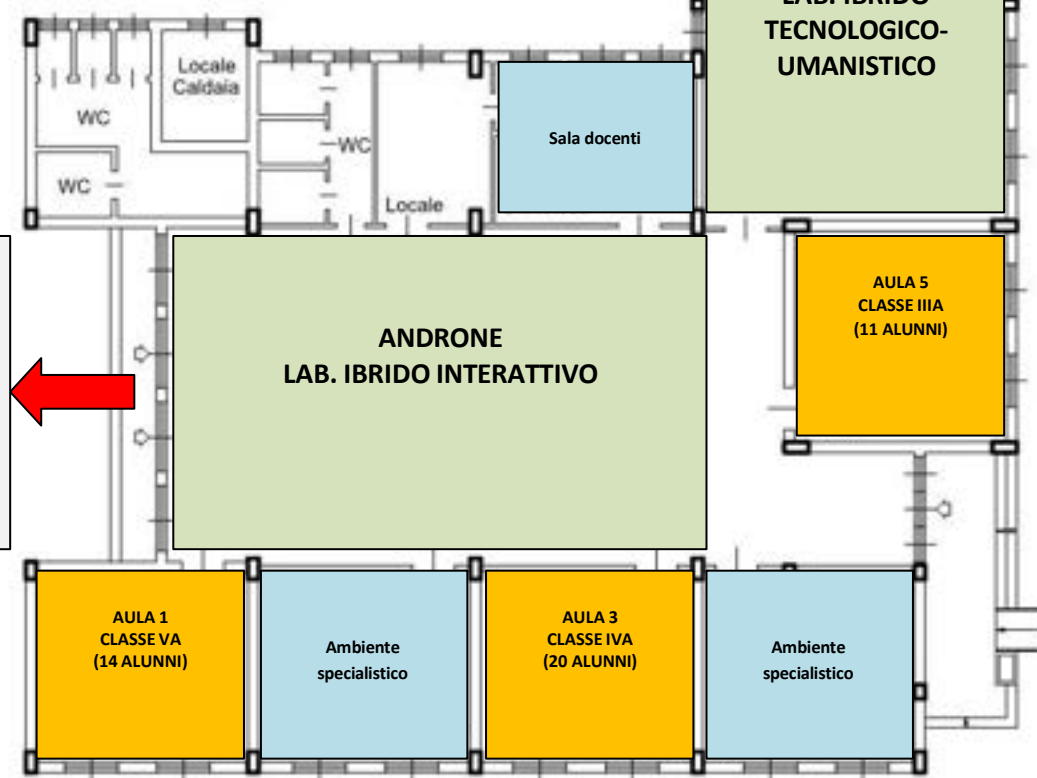 LAB. IBRIDO
TECNOLOGICO-
UMANISTICO
Locale
Caldaia
WC
WC
WC
Locale
Sala docenti
AULA 5
CLASSE IIIA
(11 ALUNNI)
ANDRONE
LAB. IBRIDO INTERATTIVO
AULA 1
CLASSE VA
(14 ALUNNI)
Ambiente
specialistico
AULA 3
CLASSE IVA
(20 ALUNNI)
Ambiente
specialistico